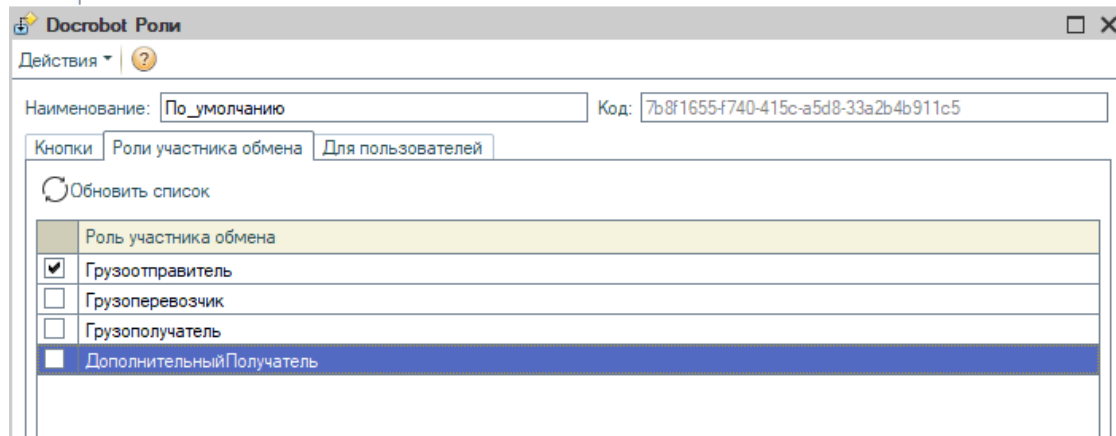 Docrobot Роли
Действия
Наименование: По_умолчанию Код: 7b8f1655-f740-415c-a5d8-33a2b4b911c5
Кнопки Роли участника обмена Для пользователей
Обновить список
Роль участника обмена
Грузоотправитель
Грузоперевозчик
Грузополучатель
ДополнительныйПолучатель